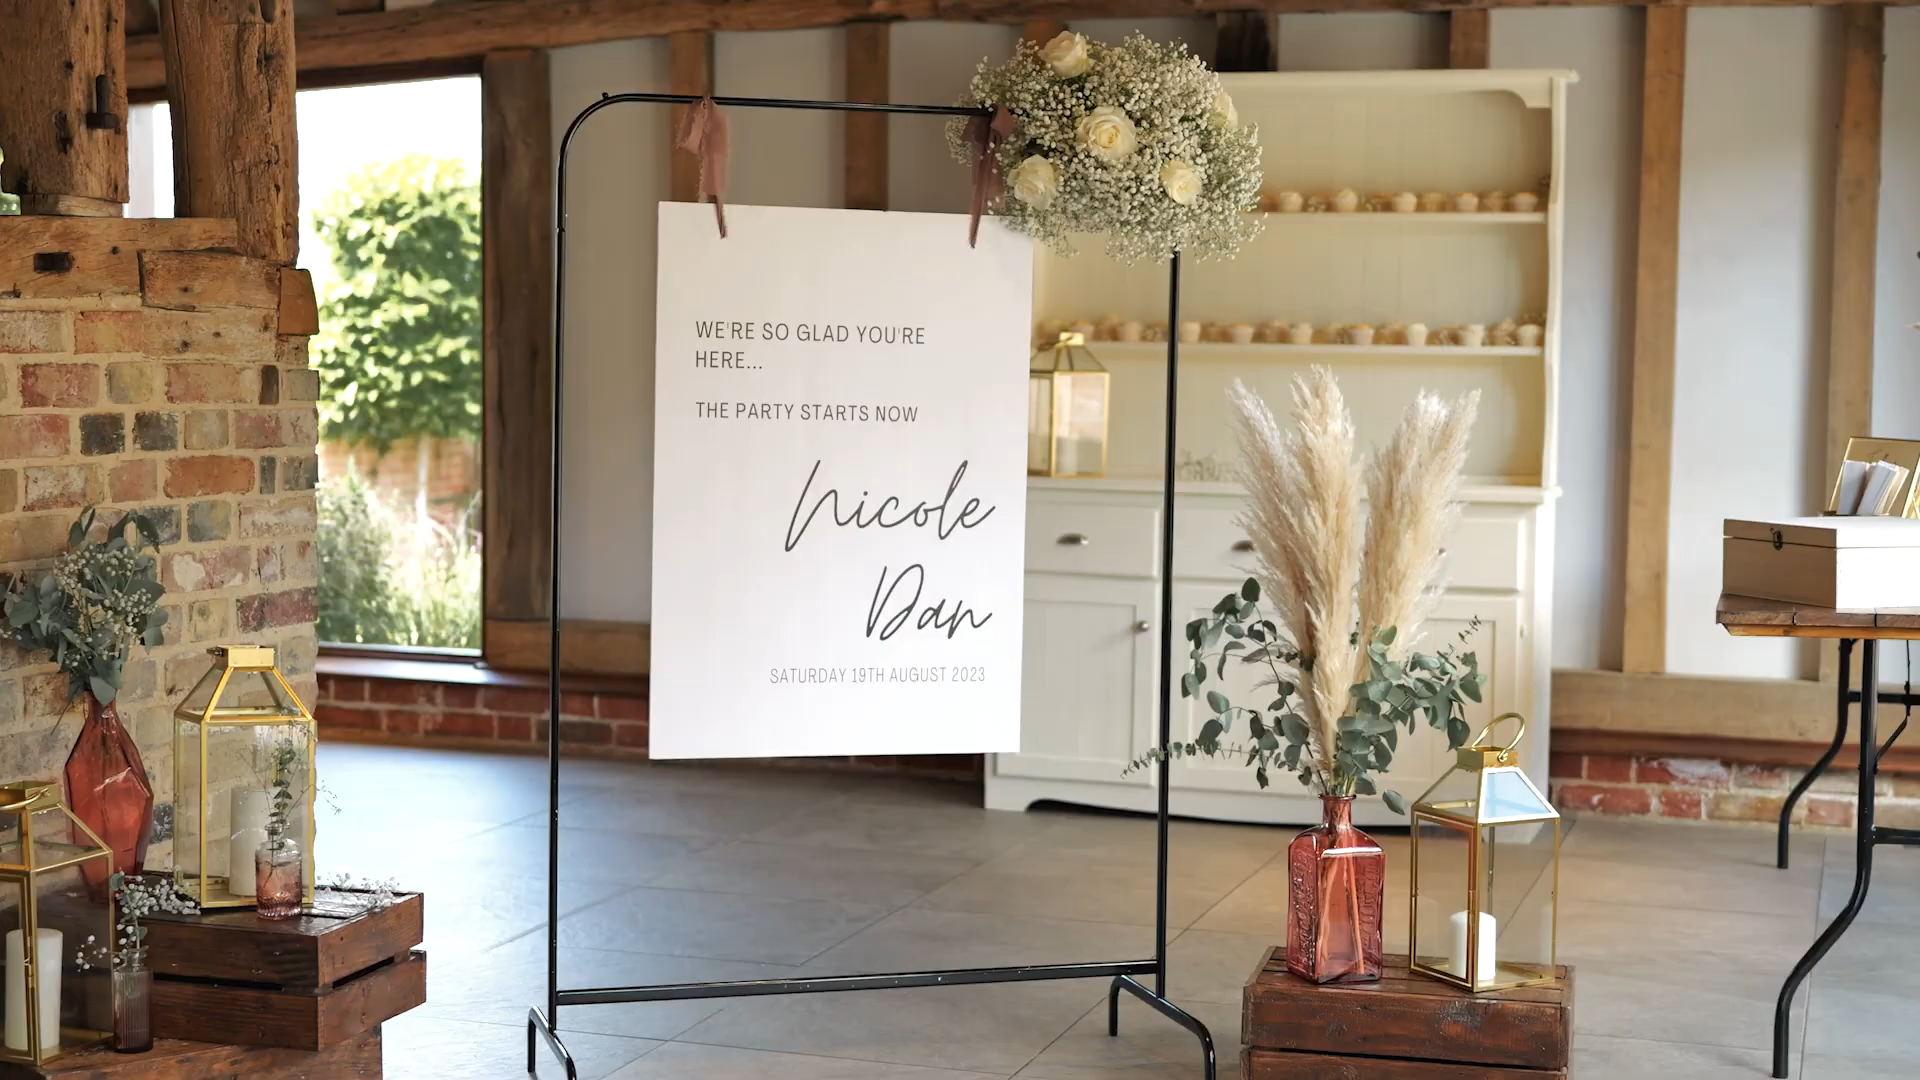 WE'RE SO GLAD YOU'RE
HERE...
THE PARTY STARTS NOW
Nicole
Dan
SATURDAY 19TH AUGUST 2023